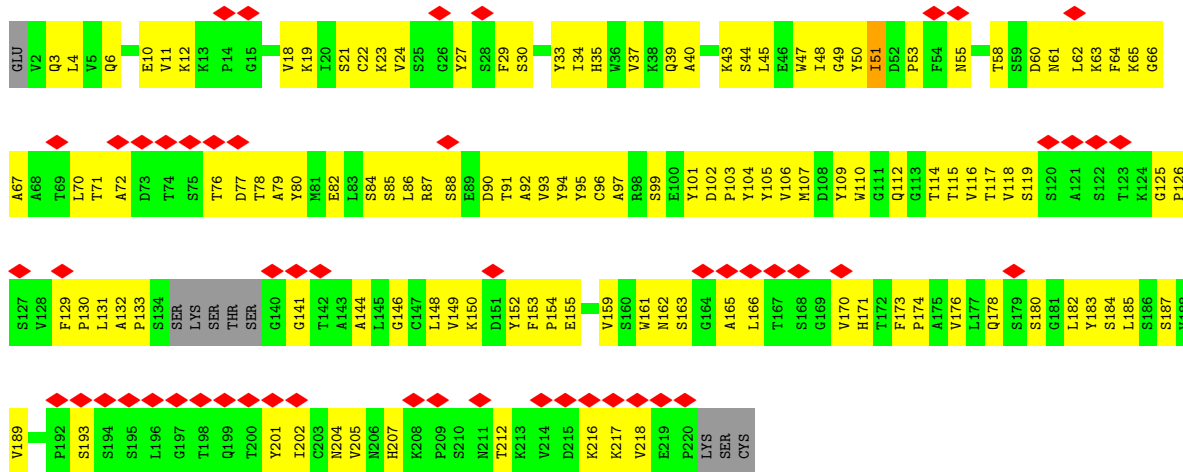 GLU V2 Q3 L4 V5 Q6 E10 V11 K12 K13 P14 G15 V18 K19 I20 S21 C22 K23 V24 S25 G26 Y27 S28 F29 S30 Y33 I34 H35 W36 V37 K38 Q39 A40 K43 S44 L45 E46 W47 I48 G49 Y50 I51 D52 P53 F54 N55 T58 S59 D60 N61 L62 K63 F64 K65 G66
A67 A68 T69 L70 T71 A72 D73 T74 S75 T76 D77 T78 A79 Y80 M81 E82 L83 S84 S85 L86 R87 S88 E89 D90 T91 A92 V93 Y94 Y95 C96 A97 R98 S99 E100 Y101 D102 P103 Y104 Y105 V106 M107 D108 Y109 W110 G111 Q112 G113 T114 T115 V116 T117 V118 S119 S120 A121 S122 T123 K124 G125 P126
S127 V128 F129 P130 L131 A132 P133 S134 SER LYS SER THR SER G140 G141 T142 A143 A144 L145 G146 C147 L148 V149 K150 D151 Y152 F153 P154 E155 V159 S160 W161 N162 S163 G164 A165 L166 T167 S168 G169 V170 H171 T172 F173 P174 A175 V176 L177 Q178 S179 S180 G181 L182 Y183 S184 L185 S186 S187
V189 P192 S193 S194 S195 L196 G197 T198 Q199 T200 Y201 I202 C203 N204 V205 N206 H207 K208 P209 S210 N211 T212 K213 V214 D215 K216 K217 V218 E219 P220 LYS SER CYS